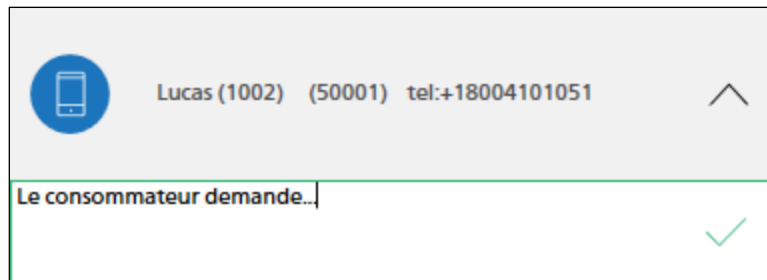 Lucas (1002) (50001) tel:+18004101051
Le consommateur demande...